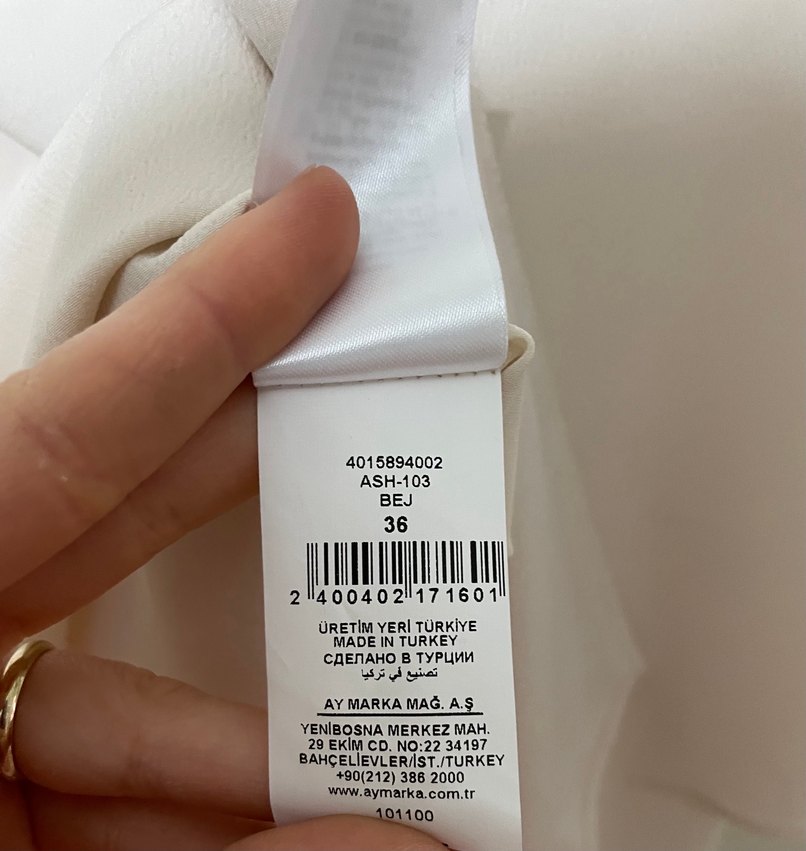 4015894002
ASH-103
BEJ
36
2 400402 171601
ÜRETİM YERİ TÜRKİYE
MADE IN TURKEY
СДЕЛАНО В ТУРЦИИ
تصنيع في تركيا
AY MARKA MAĞ. A.Ş
YENİBOSNA MERKEZ MAH.
29 EKİM CD. NO:22 34197
BAHÇELİEVLER/İST./TURKEY
+90(212) 386 2000
www.aymarka.com.tr
101100